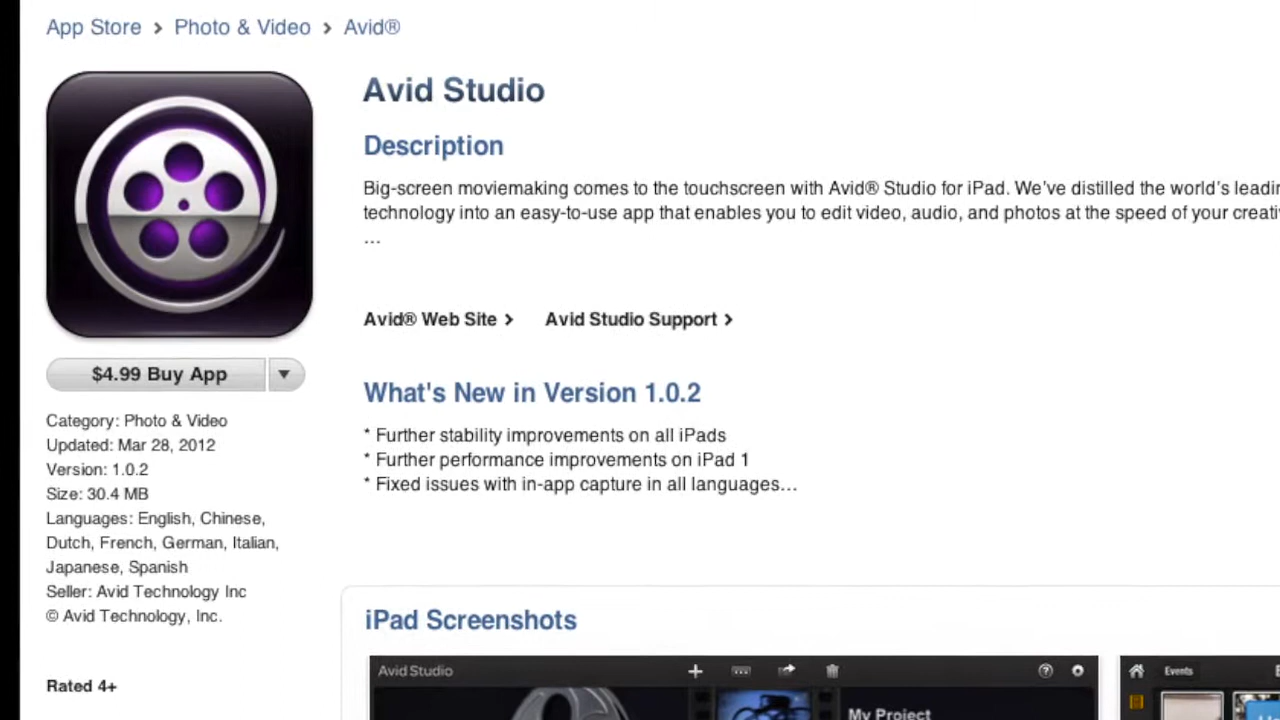 App Store > Photo & Video > Avid®
Avid Studio
Description
Big-screen moviemaking comes to the touchscreen with Avid® Studio for iPad. We've distilled the world's
technology into an easy-to-use app that enables you to edit video, audio, and photos at the speed of your
...
Avid® Web Site > Avid Studio Support >
What's New in Version 1.0.2
* Further stability improvements on all iPads
* Further performance improvements on iPad 1
* Fixed issues with in-app capture in all languages...
$4.99 Buy App
Category: Photo & Video
Updated: Mar 28, 2012
Version: 1.0.2
Size: 30.4 MB
Languages: English, Chinese,
Dutch, French, German, Italian,
Japanese, Spanish
Seller: Avid Technology Inc
© Avid Technology, Inc.
Rated 4+
iPad Screenshots
Avid Studio
My Project
Events